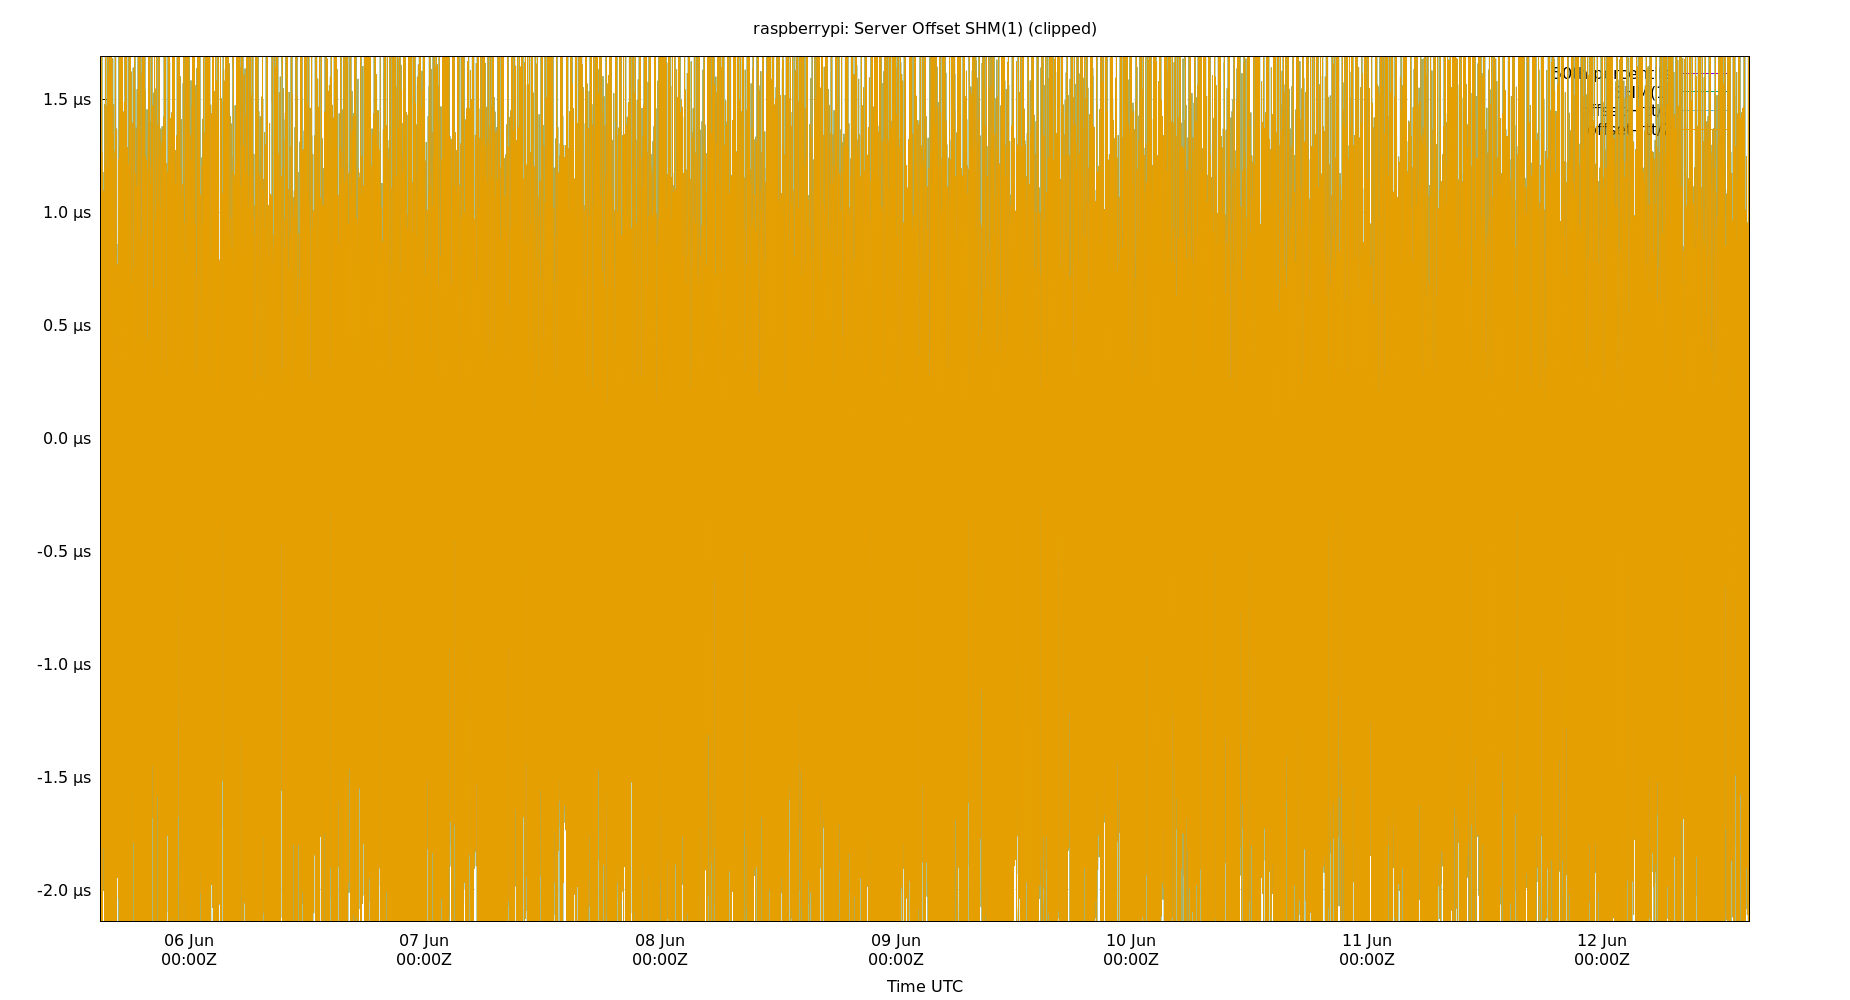 raspberrypi: Server Offset SHM(1) (clipped)
1.5 µs
1.0 µs
0.5 µs
0.0 µs
-0.5 µs
-1.0 µs
-1.5 µs
-2.0 µs
06 Jun 07 Jun 08 Jun 09 Jun 10 Jun 11 Jun 12 Jun
00:00Z 00:00Z 00:00Z 00:00Z 00:00Z 00:00Z 00:00Z
Time UTC